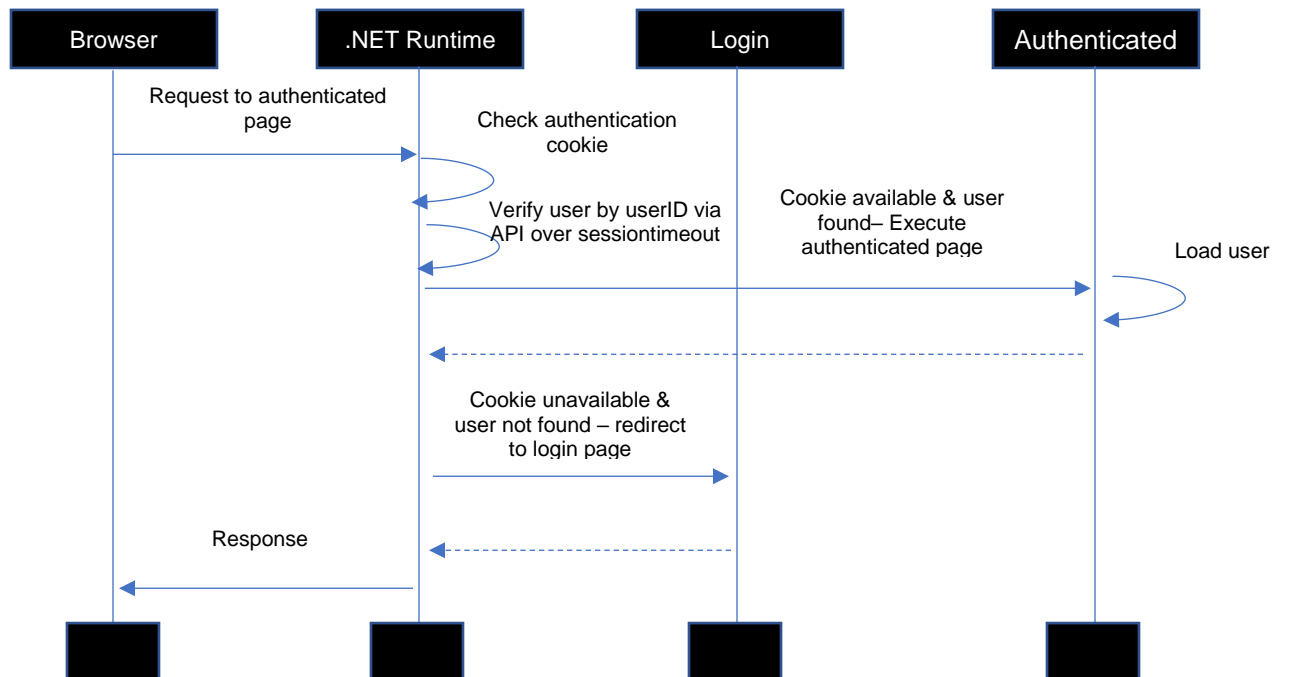 Browser
.NET Runtime
Login
Authenticated
Request to authenticated
page
Check authentication
cookie
Verify user by userID via
API over sessiontimeout
Cookie available & user
found– Execute
authenticated page
Load user
Cookie unavailable &
user not found – redirect
to login page
Response